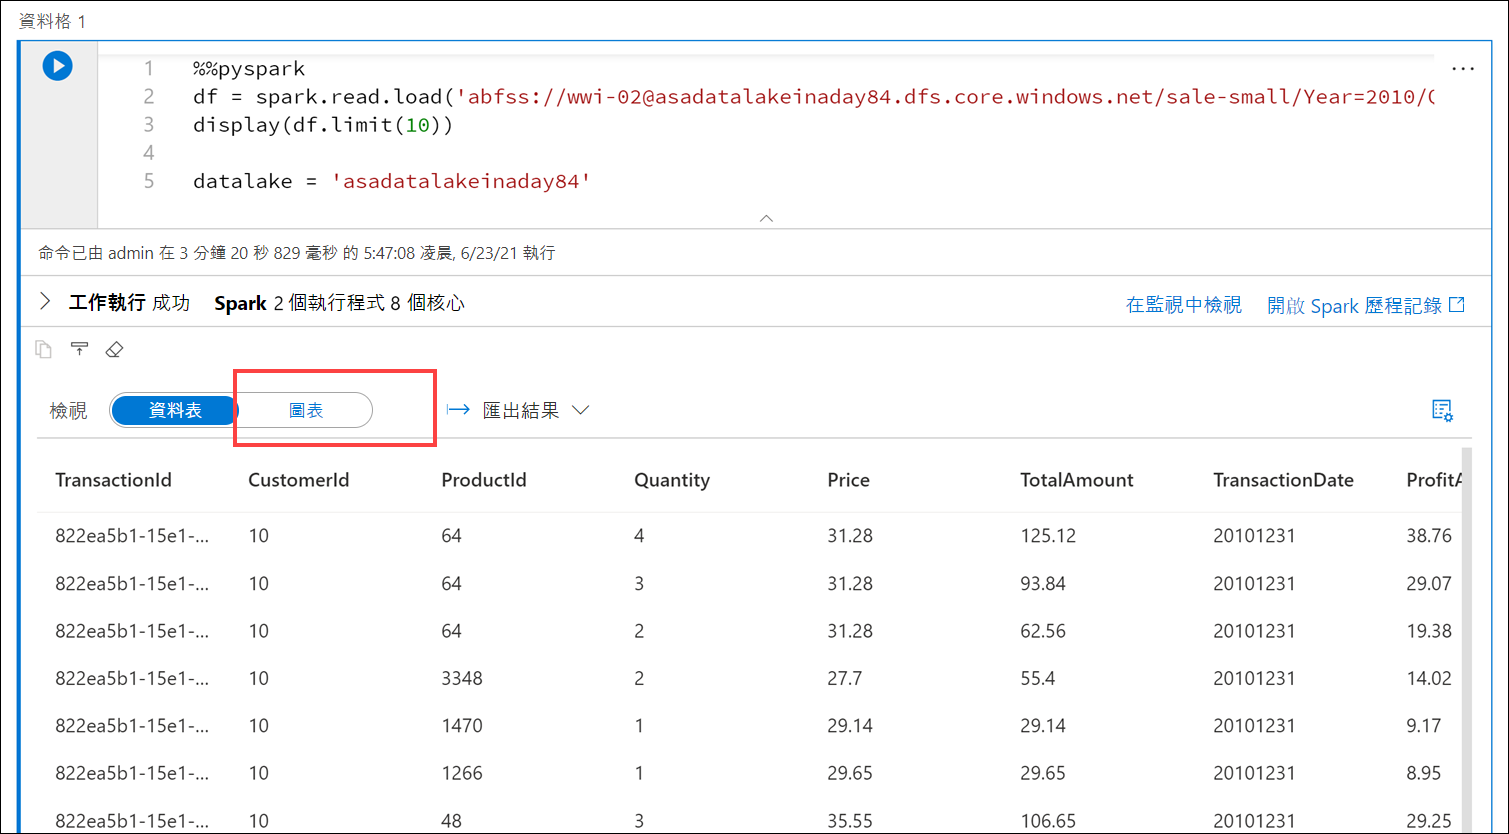 資料格 1
1 %%pyspark
2 df = spark.read.load('abfss://wwi-02@asadatalakeinaday84.dfs.core.windows.net/sale-small/Year=2010/
3 display(df.limit(10))
4
5 datalake = 'asadatalakeinaday84'
命令已由 admin 在 3 分鐘 20 秒 829 毫秒 的 5:47:08 凌晨, 6/23/21 執行
工作執行 成功 Spark 2 個執行程式 8 個核心 在監視中檢視 開啟 Spark 歷程記錄
檢視 資料表 圖表 匯出結果
TransactionId CustomerId ProductId Quantity Price TotalAmount TransactionDate ProfitA
822ea5b1-15e1-... 10 64 4 31.28 125.12 20101231 38.76
822ea5b1-15e1-... 10 64 3 31.28 93.84 20101231 29.07
822ea5b1-15e1-... 10 64 2 31.28 62.56 20101231 19.38
822ea5b1-15e1-... 10 3348 2 27.7 55.4 20101231 14.02
822ea5b1-15e1-... 10 1470 1 29.14 29.14 20101231 9.17
822ea5b1-15e1-... 10 1266 1 29.65 29.65 20101231 8.95
822ea5b1-15e1-... 10 48 3 35.55 106.65 20101231 29.25